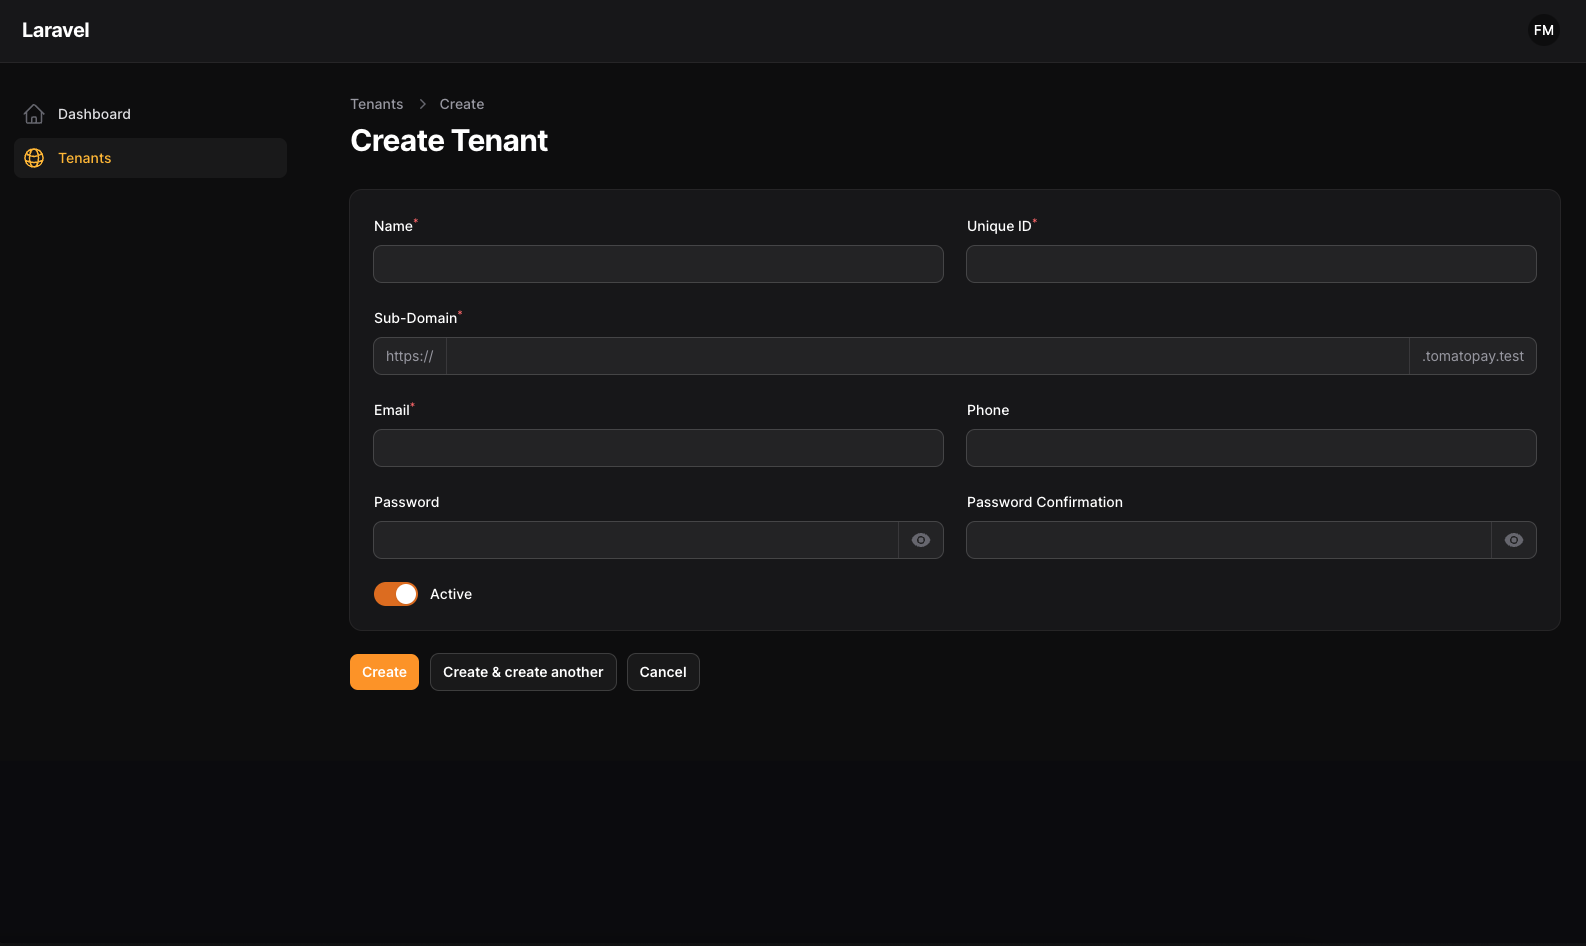 Laravel
FM
Dashboard
Tenants
Tenants > Create
Create Tenant
Name*
Unique ID*
Sub-Domain*
https://
.tomatopay.test
Email*
Phone
Password
Password Confirmation
Active
Create
Create & create another
Cancel